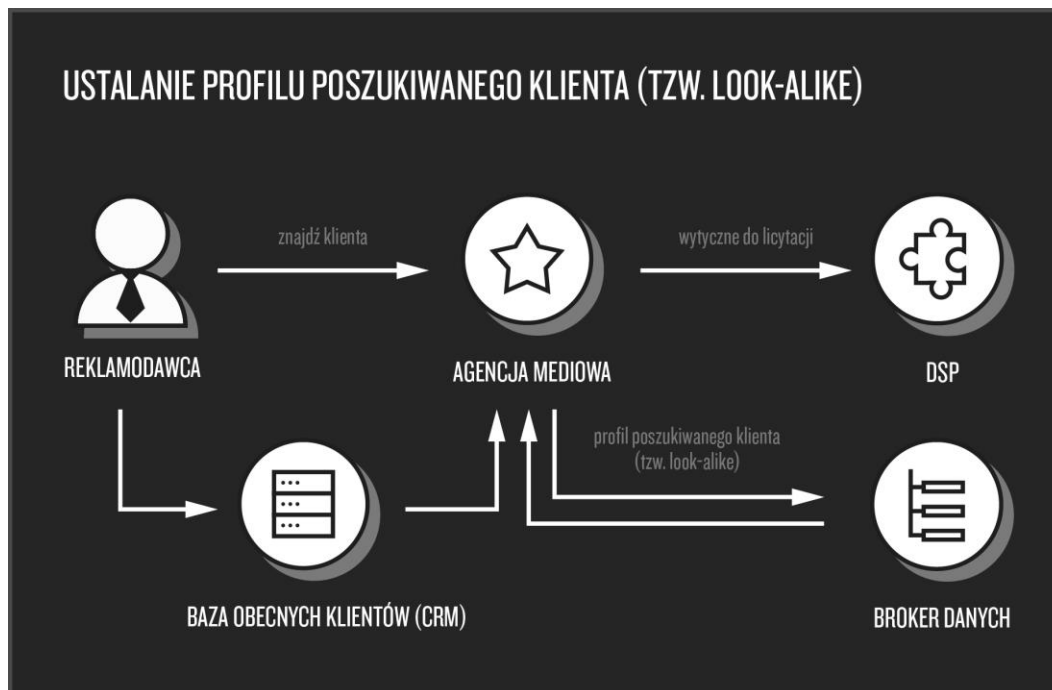 USTALANIE PROFILU POSZUKIWANEGO KLIENTA (TZW. LOOK-ALIKE)
znajdź klienta
wytyczne do licytacji
REKLAMODAWCA
AGENCJA MEDIOWA
DSP
profil poszukiwanego klienta
(tzw. look-alike)
BAZA OBECNYCH KLIENTÓW (CRM)
BROKER DANYCH